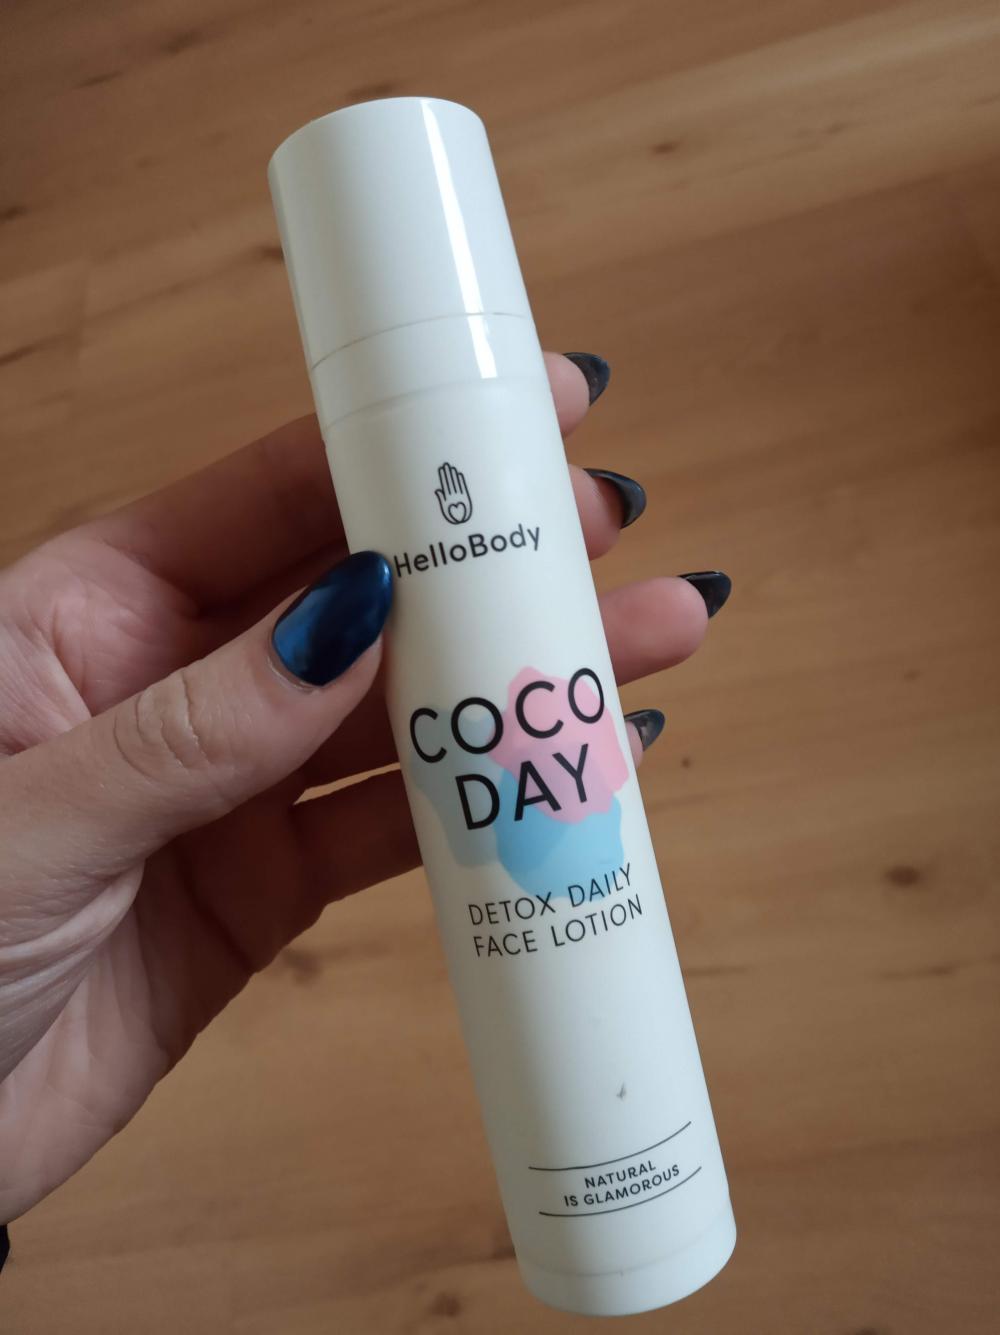 HelloBody
COCO
DAY
DETOX DAILY
FACE LOTION
NATURAL
IS GLAMOROUS